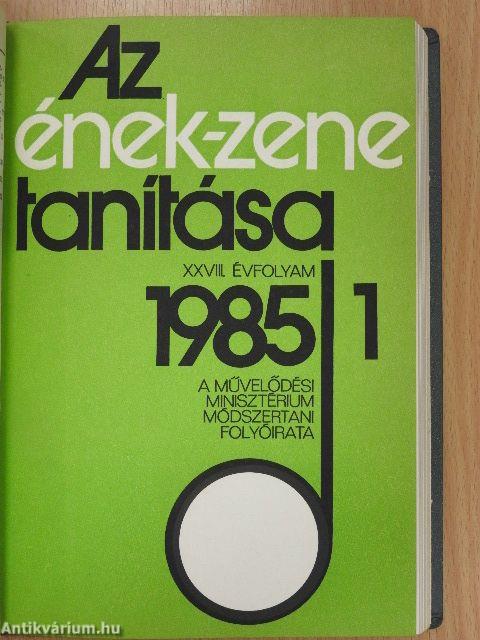 Az
ének-zene
tanítása
XXVIII. ÉVFOLYAM
1985 1
A MŰVELŐDÉSI
MINISZTÉRIUM
MÓDSZERTANI
FOLYÓIRATA
Antikvárium.hu